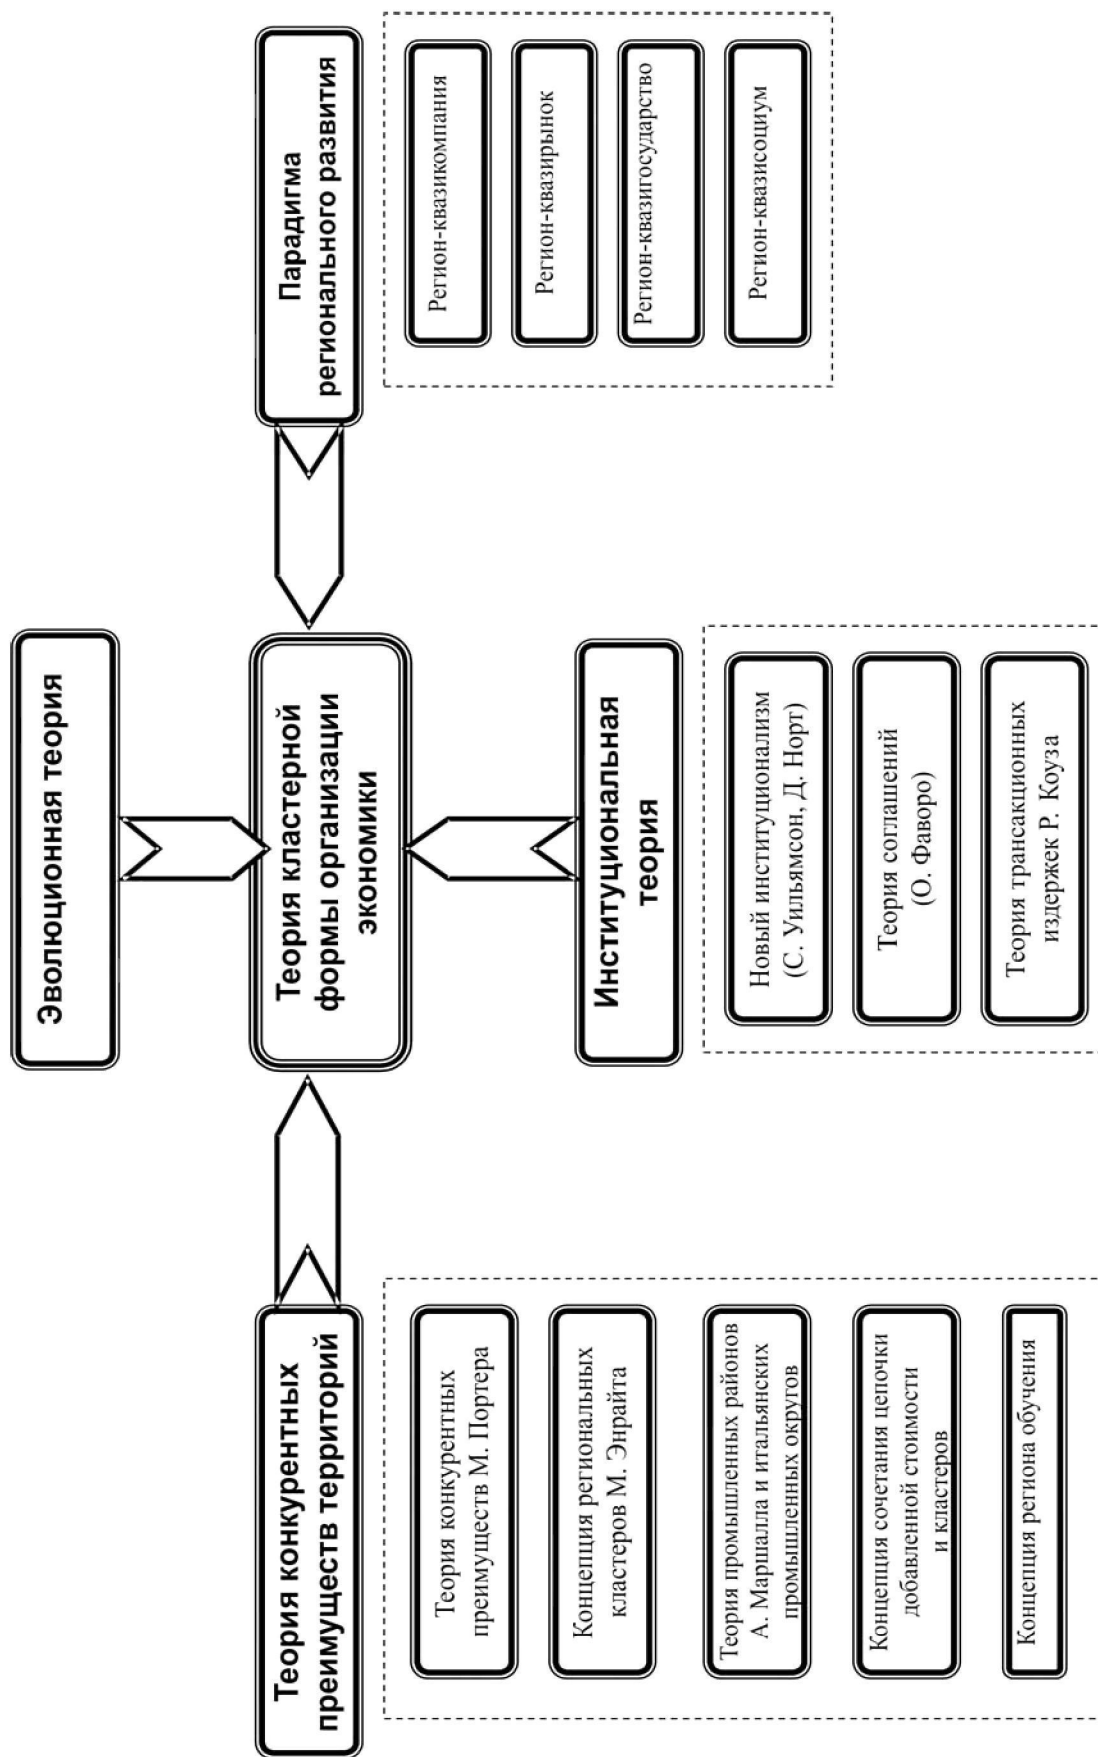 Эволюционная теория
Теория конкурентных
преимуществ территорий
Теория кластерной
формы организации
экономики
Парадигма
регионального развития
Теория конкурентных
преимуществ М. Портера
Концепция региональных
кластеров М. Энрайта
Теория промышленных районов
А. Маршалла и итальянских
промышленных округов
Концепция сочетания цепочки
добавленной стоимости
и кластеров
Концепция региона обучения
Институциональная
теория
Новый институционализм
(С. Уильямсон, Д. Норт)
Теория соглашений
(О. Фаворо)
Теория трансакционных
издержек Р. Коуза
Регион-квазикомпания
Регион-квазирынок
Регион-квазигосударство
Регион-квазисоциум